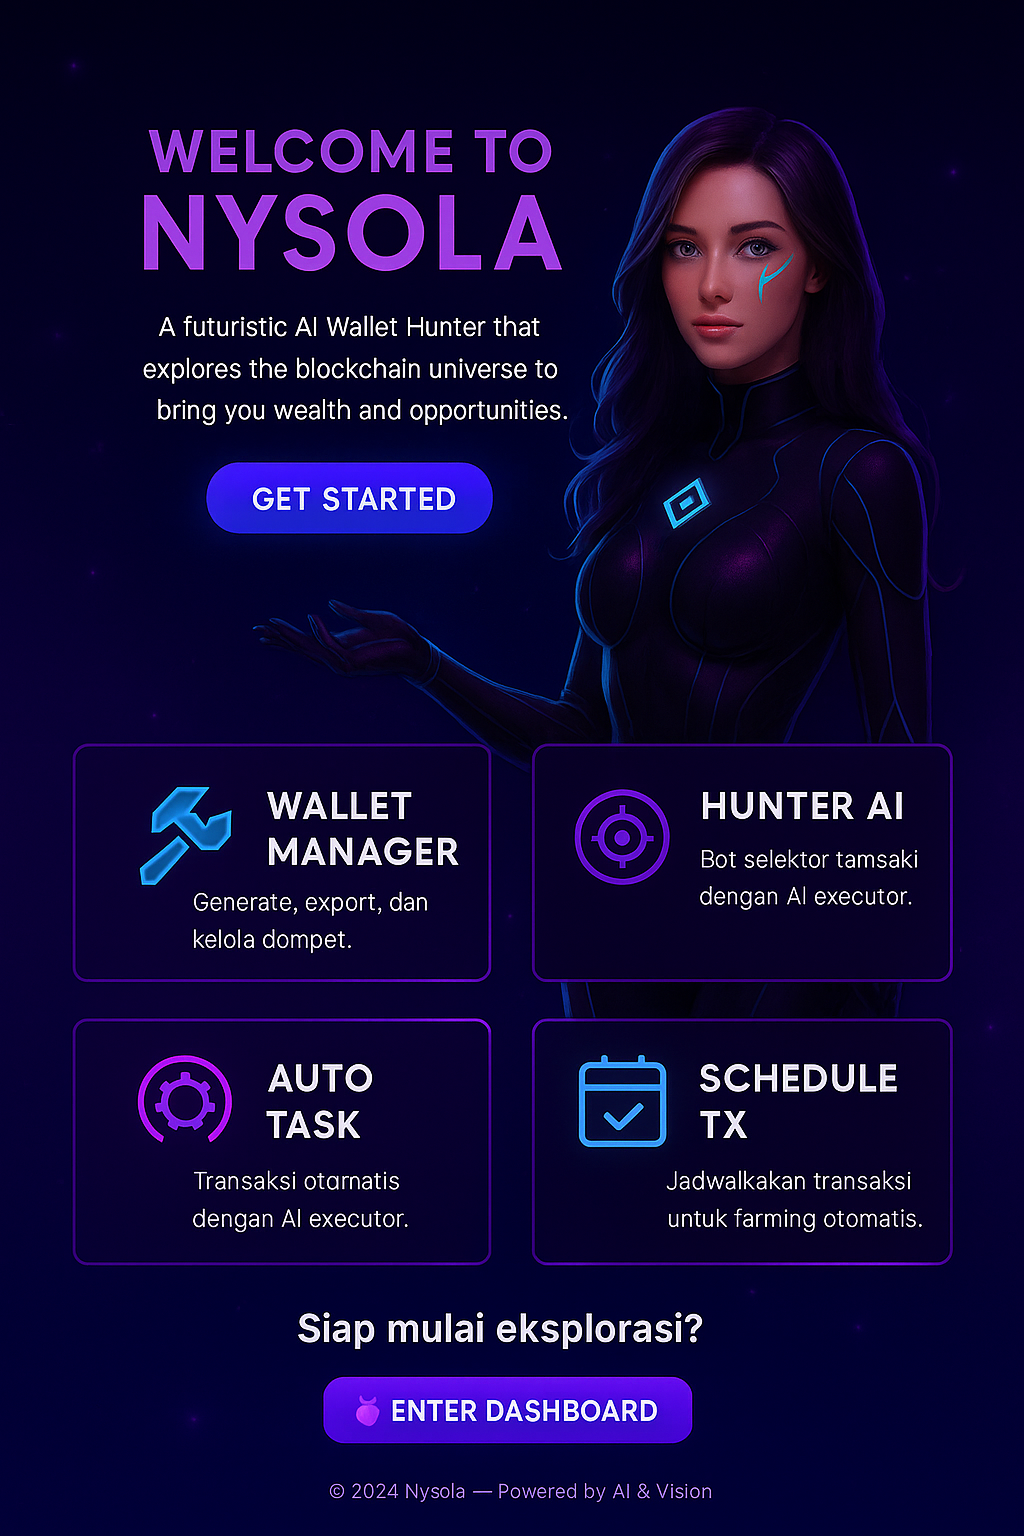 WELCOME TO
NYSOLA
A futuristic AI Wallet Hunter that
explores the blockchain universe to
bring you wealth and opportunities.
GET STARTED
WALLET
MANAGER
Generate, export, dan
kelola dompet.
HUNTER AI
Bot selektor tamsaki
dengan AI executor.
AUTO
TASK
Transaksi otomatis
dengan AI executor.
SCHEDULE
TX
Jadwalkakan transaksi
untuk farming otomatis.
Siap mulai eksplorasi?
ENTER DASHBOARD
© 2024 Nysola — Powered by AI & Vision